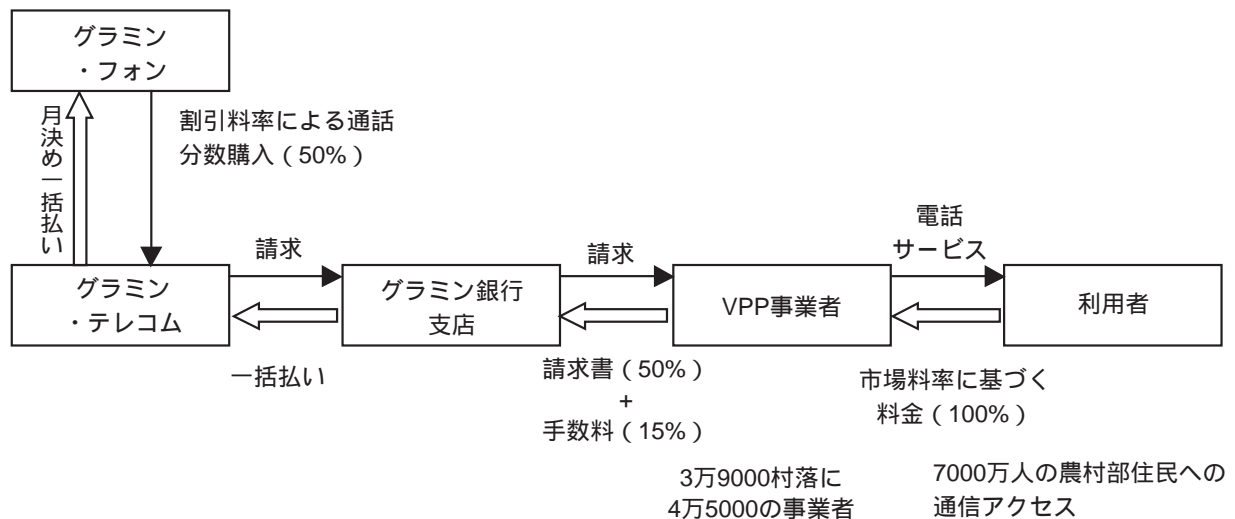 グラミン
・フォン
月決め一括払い
割引料率による通話
分数購入（50%）
電話
サービス
請求
請求
グラミン
・テレコム
グラミン銀行
支店
VPP事業者
利用者
一括払い
請求書（50%）
+
手数料（15%）
市場料率に基づく
料金（100%）
3万9000村落に
4万5000の事業者
7000万人の農村部住民への
通信アクセス